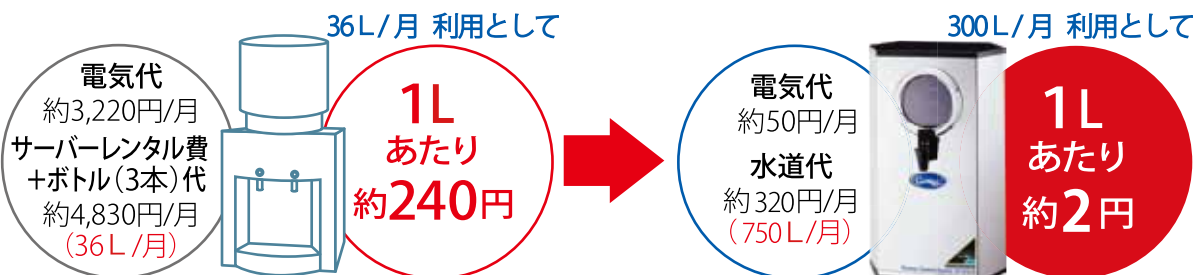 36L/月 利用として
電気代
約3,220円/月
サーバーレンタル費
+ボトル(3本)代
約4,830円/月
(36L/月)
1L
あたり
約240円
300L/月 利用として
電気代
約50円/月
水道代
約320円/月
(750L/月)
1L
あたり
約2円